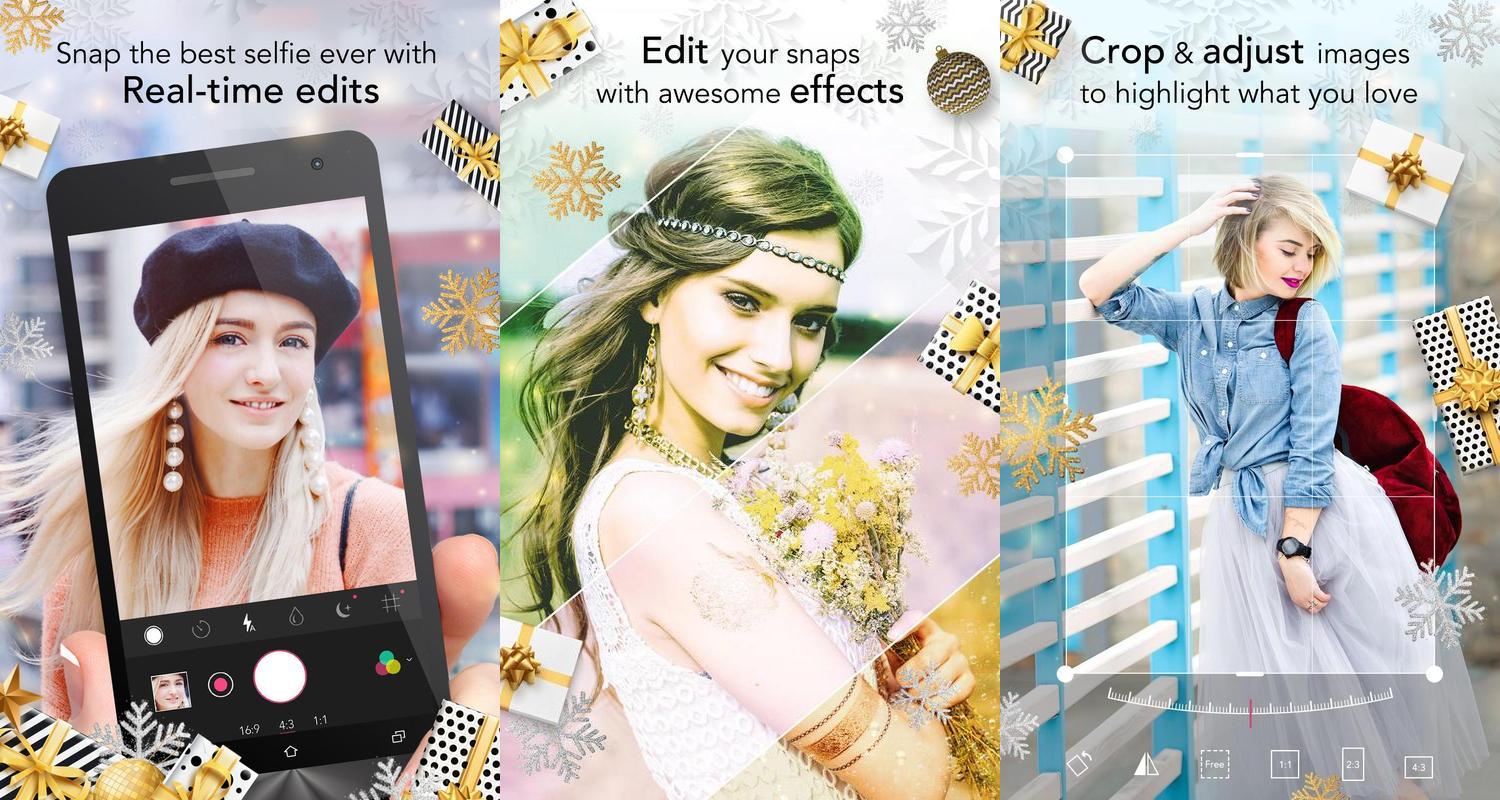 Snap the best selfie ever with
Real-time edits
A
16:9 4:3 1:1
Edit your snaps
with awesome effects
Crop & adjust images
to highlight what you love
Free 1:1 2:3 4:3